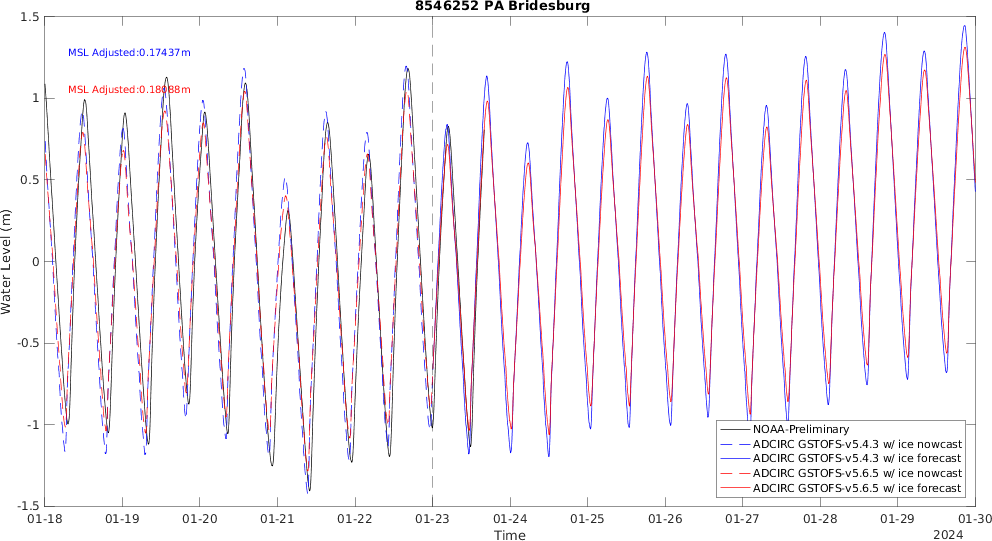 8546252 PA Bridesburg
MSL Adjusted:0.17437m
MSL Adjusted:0.18088m
Water Level (m)
1.5
1
0.5
0
-0.5
-1
-1.5
NOAA-Preliminary
ADCIRC GSTOFS-v5.4.3 w/ ice nowcast
ADCIRC GSTOFS-v5.4.3 w/ ice forecast
ADCIRC GSTOFS-v5.6.5 w/ ice nowcast
ADCIRC GSTOFS-v5.6.5 w/ ice forecast
01-18 01-19 01-20 01-21 01-22 01-23 01-24 01-25 01-26 01-27 01-28 01-29 01-30
Time
2024